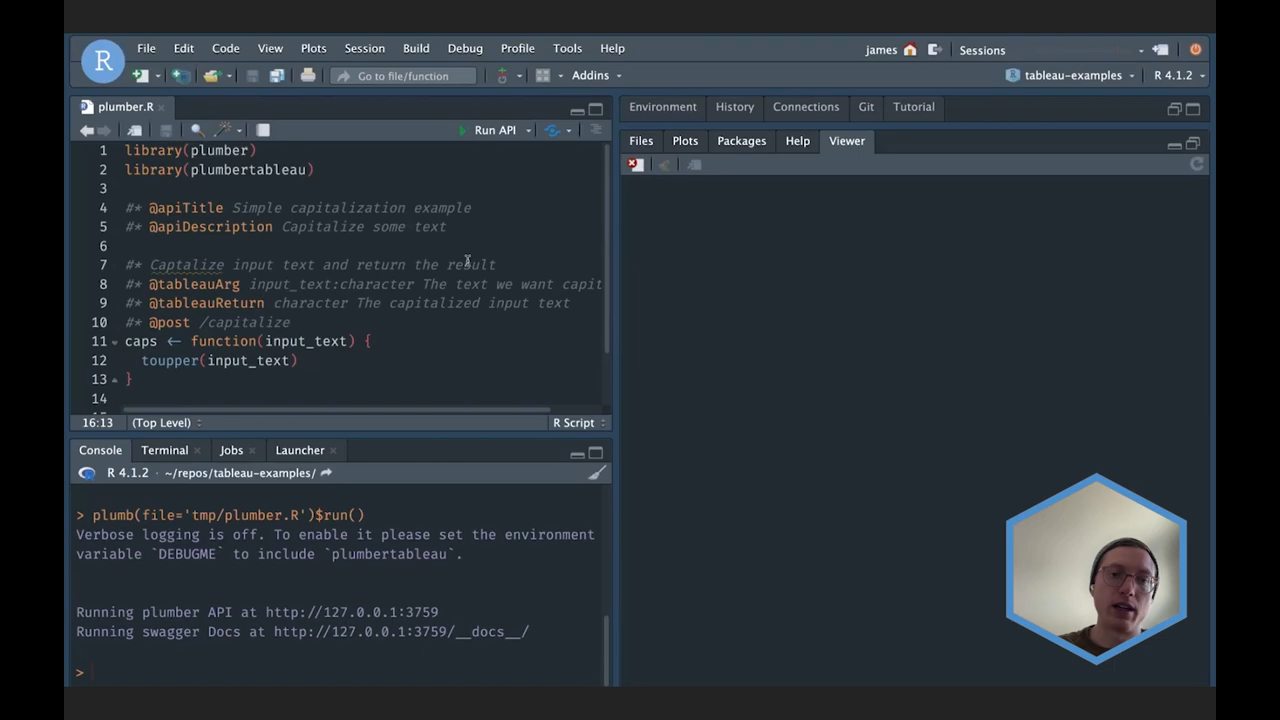 R
File Edit Code View Plots Session Build Debug Profile Tools Help
james Sessions
Go to file/function Addins
tableau-examples R 4.1.2
plumber.R
Run API
1 library(plumber)
2 library(plumbertableau)
3
4 #* @apiTitle Simple capitalization example
5 #* @apiDescription Capitalize some text
6
7 #* Captalize input text and return the result
8 #* @tableauArg input_text:character The text we want capit
9 #* @tableauReturn character The capitalized input text
10 #* @post /capitalize
11 caps <- function(input_text) {
12 toupper(input_text)
13 }
14
16:13 (Top Level) R Script
Console Terminal Jobs Launcher
R 4.1.2 · ~/repos/tableau-examples/
> plumb(file='tmp/plumber.R')$run()
Verbose logging is off. To enable it please set the environment
variable `DEBUGME` to include `plumbertableau`.
Running plumber API at http://127.0.0.1:3759
Running swagger Docs at http://127.0.0.1:3759/__docs__/
>
Environment History Connections Git Tutorial
Files Plots Packages Help Viewer